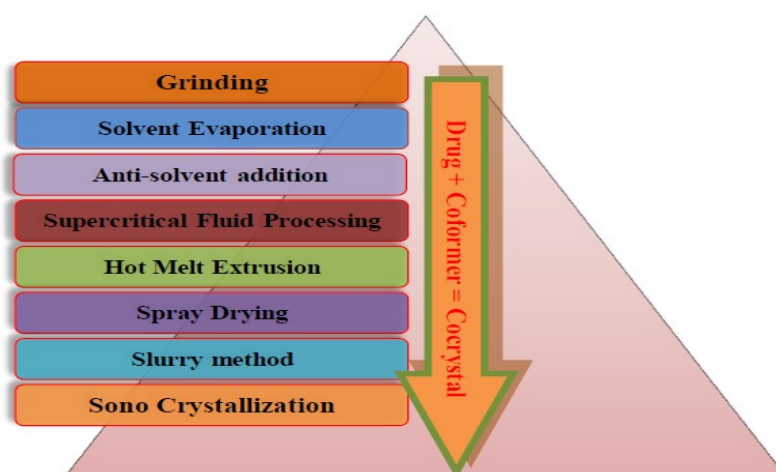 Grinding
Solvent Evaporation
Anti-solvent addition
Supercritical Fluid Processing
Hot Melt Extrusion
Spray Drying
Slurry method
Sono Crystallization
Drug + Coformer = Cocrystal